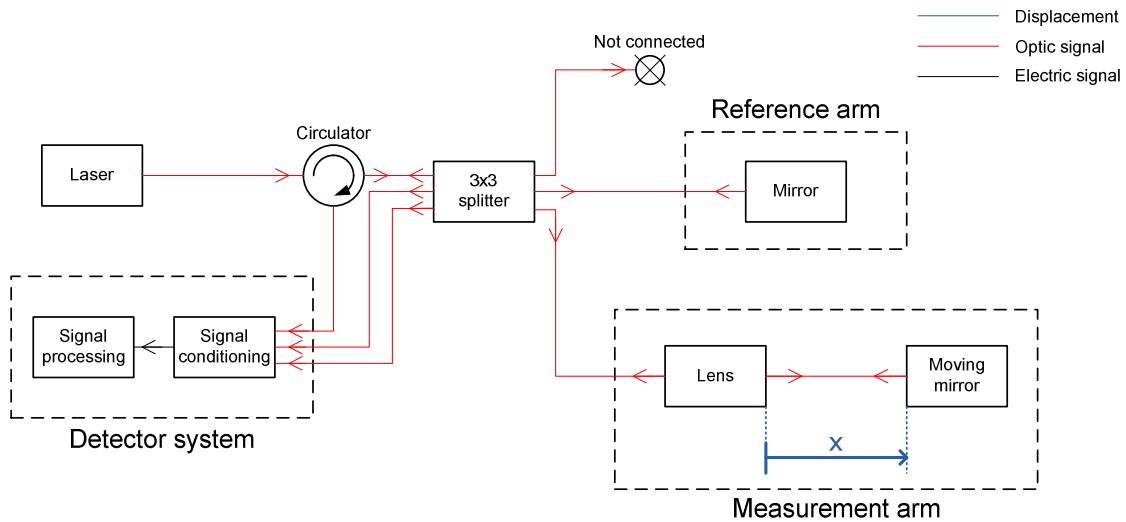 Displacement
Optic signal
Electric signal
Not connected
Reference arm
Circulator
Laser
3x3
splitter
Mirror
Signal
processing
Signal
conditioning
Detector system
Lens
Moving
mirror
x
Measurement arm